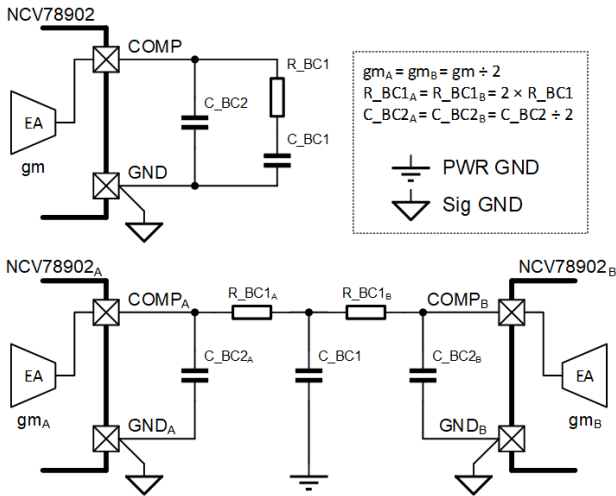 NCV78902
COMP
R_BC1
C_BC2
C_BC1
EA
gm
GND
gmA = gmB = gm ÷ 2
R_BC1A = R_BC1B = 2 × R_BC1
C_BC2A = C_BC2B = C_BC2 ÷ 2
PWR GND
Sig GND
NCV78902A
NCV78902B
R_BC1A
R_BC1B
COMPA
COMPB
C_BC2A
C_BC1
C_BC2B
EA
EA
gmA
gmB
GNDA
GNDB